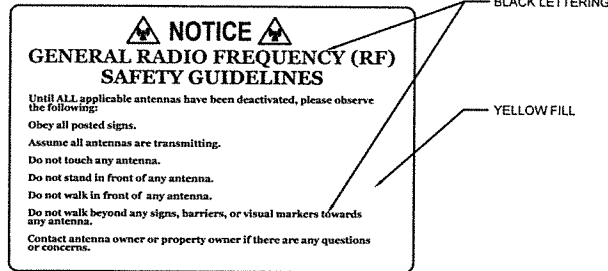 BLACK LETTERING
NOTICE
GENERAL RADIO FREQUENCY (RF)
SAFETY GUIDELINES
Until ALL applicable antennas have been deactivated, please observe
the following:
Obey all posted signs.
Assume all antennas are transmitting.
Do not touch any antenna.
Do not stand in front of any antenna.
Do not walk in front of any antenna.
Do not walk beyond any signs, barriers, or visual markers towards
any antenna.
Contact antenna owner or property owner if there are any questions
or concerns.
YELLOW FILL